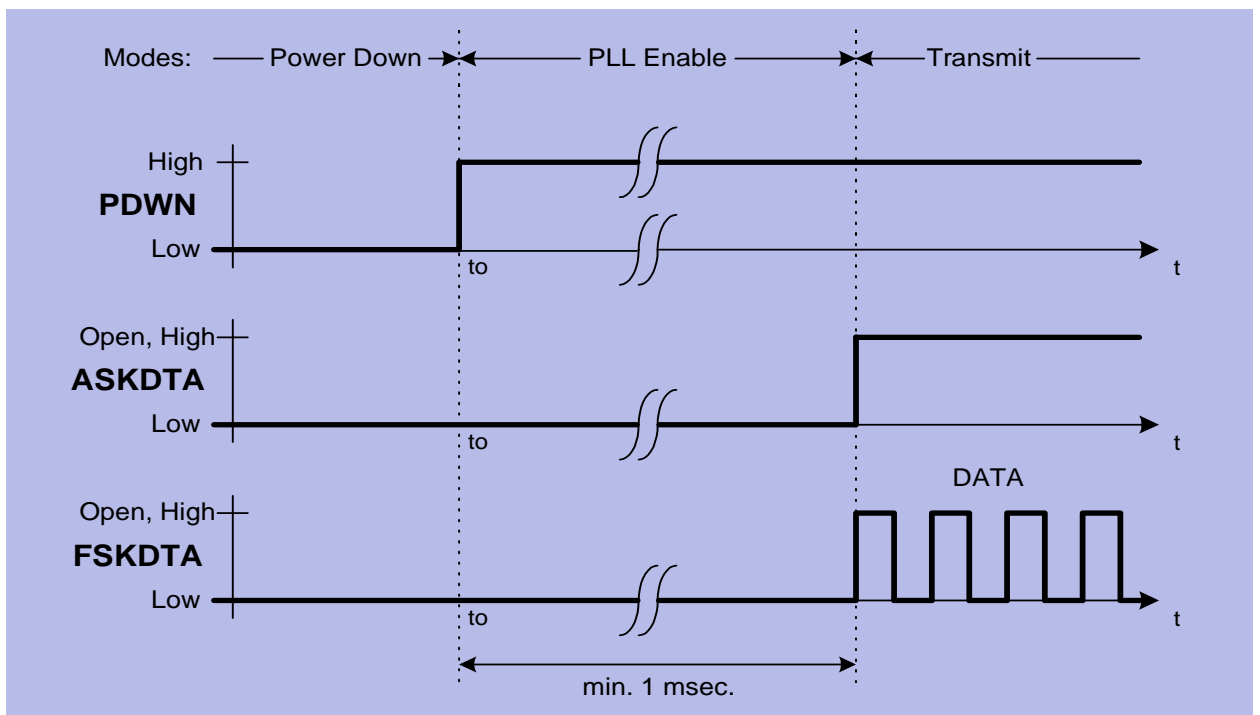 Modes: Power Down PLL Enable Transmit
High
PDWN
Low
to
t
Open, High
ASKDTA
Low
to
t
DATA
Open, High
FSKDTA
Low
to
t
min. 1 msec.